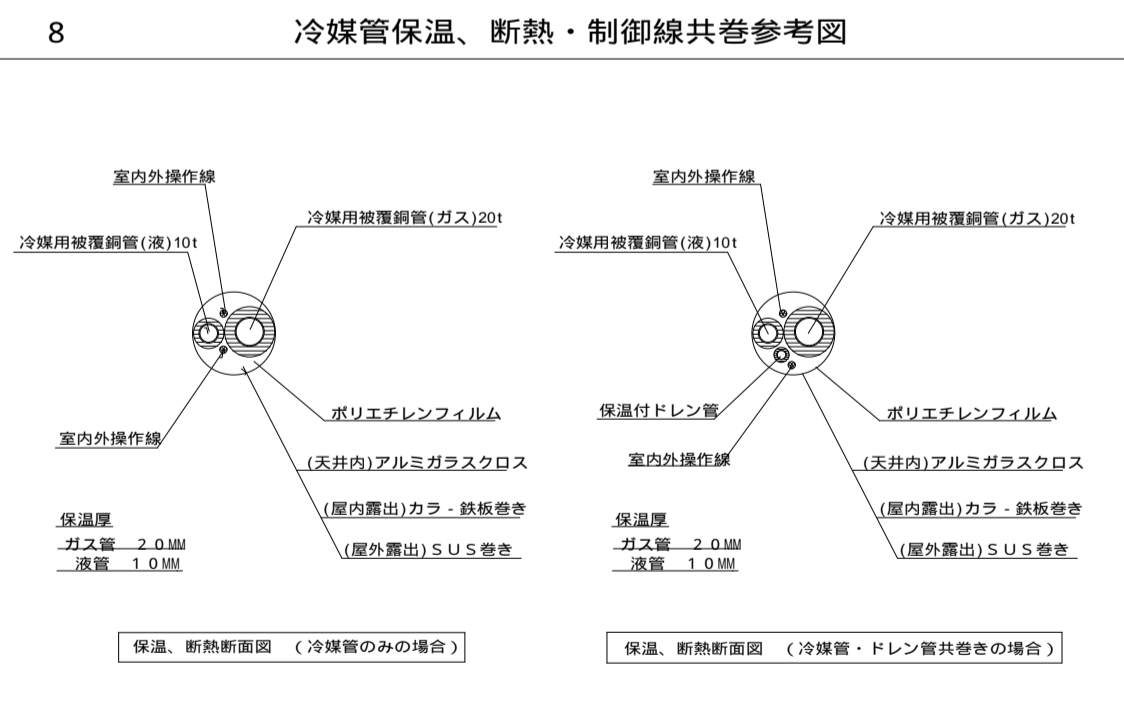 8
冷媒管保温、断熱・制御線共巻参考図
室内外操作線
冷媒用被覆銅管(ガス)20t
冷媒用被覆銅管(液)10t
ポリエチレンフィルム
室内外操作線
(天井内)アルミガラスクロス
(屋内露出)カラ-鉄板巻き
(屋外露出)SUS巻き
保温厚
ガス管 20MM
液管 10MM
保温、断熱断面図 (冷媒管のみの場合)
室内外操作線
冷媒用被覆銅管(ガス)20t
冷媒用被覆銅管(液)10t
保温付ドレン管
ポリエチレンフィルム
室内外操作線
(天井内)アルミガラスクロス
(屋内露出)カラ-鉄板巻き
(屋外露出)SUS巻き
保温厚
ガス管 20MM
液管 10MM
保温、断熱断面図 (冷媒管・ドレン管共巻きの場合)